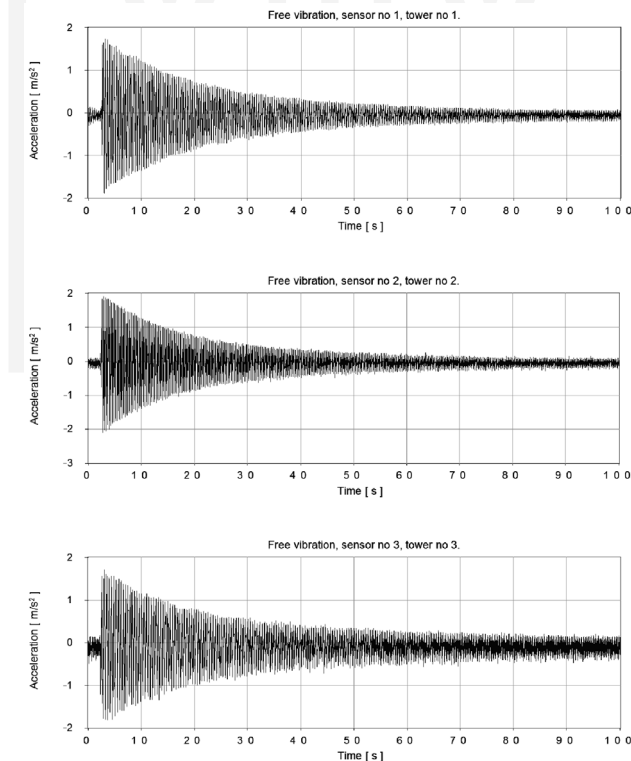 Free vibration, sensor no 1, tower no 1.
2
1
0
-1
-2
Acceleration [ m/s² ]
0 10 20 30 40 50 60 70 80 90 100
Time [ s ]
Free vibration, sensor no 2, tower no 2.
2
1
0
-1
-2
-3
Acceleration [ m/s² ]
0 10 20 30 40 50 60 70 80 90 100
Time [ s ]
Free vibration, sensor no 3, tower no 3.
2
1
0
-1
-2
Acceleration [ m/s² ]
0 10 20 30 40 50 60 70 80 90 100
Time [ s ]